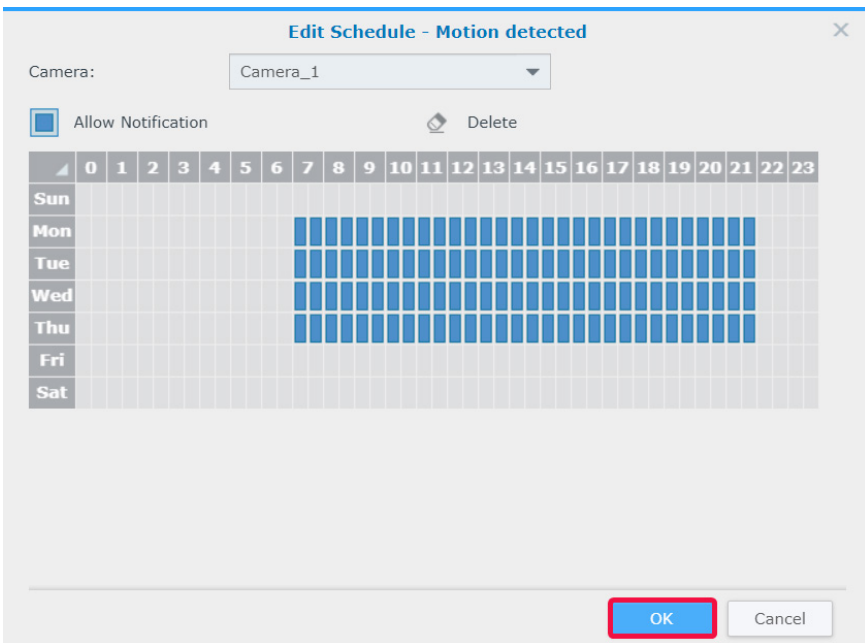 Edit Schedule - Motion detected
Camera: Camera_1
Allow Notification Delete
0 1 2 3 4 5 6 7 8 9 10 11 12 13 14 15 16 17 18 19 20 21 22 23
Sun
Mon
Tue
Wed
Thu
Fri
Sat
OK Cancel